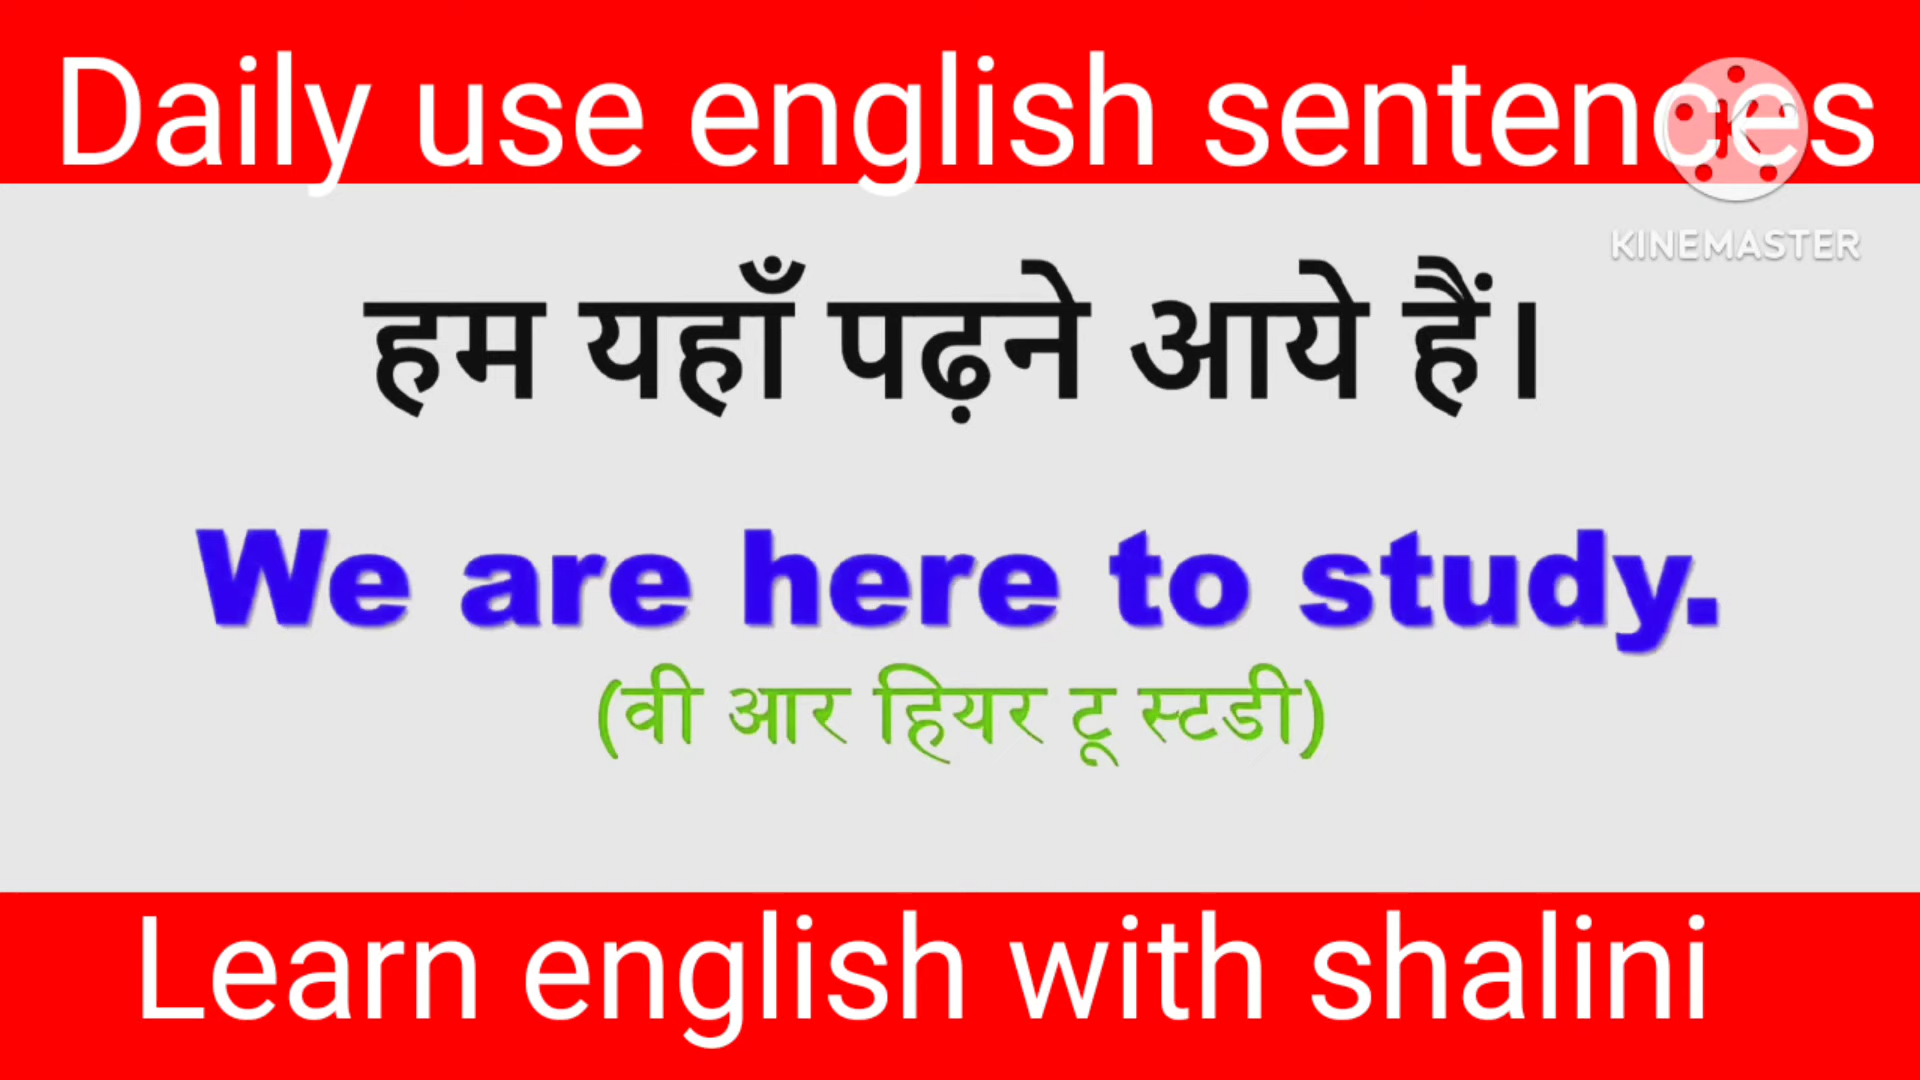 Daily use english sentences
KINEMASTER
हम यहाँ पढ़ने आये हैं।
We are here to study.
(वी आर हियर टू स्टडी)
Learn english with shalini